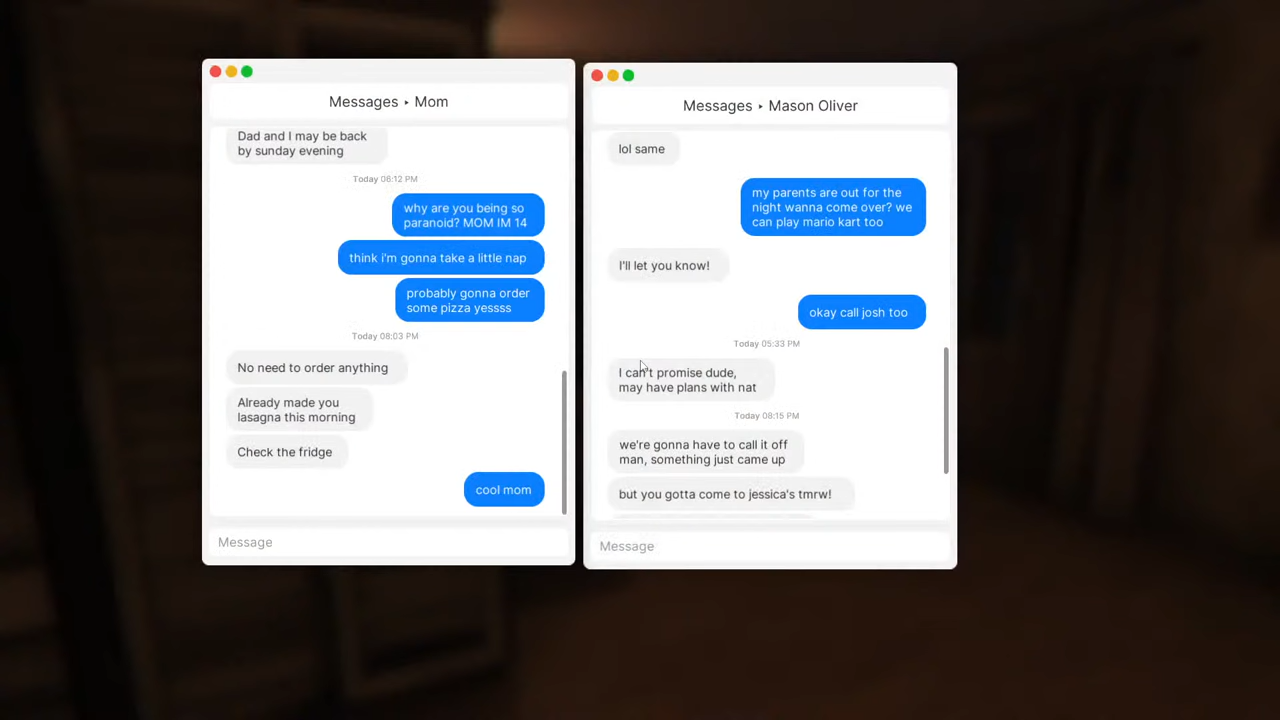 Messages ▸ Mom
Dad and I may be back
by sunday evening
Today 08:12 PM
why are you being so
paranoid? MOM IM 14
think i'm gonna take a little nap
probably gonna order
some pizza yessss
Today 08:03 PM
No need to order anything
Already made you
lasagna this morning
Check the fridge
cool mom
Message
Messages ▸ Mason Oliver
lol same
my parents are out for the
night wanna come over? we
can play mario kart too
I'll let you know!
okay call josh too
Today 05:33 PM
I can't promise dude,
may have plans with nat
Today 08:15 PM
we're gonna have to call it off
man, something just came up
but you gotta come to jessica's tmrw!
Message